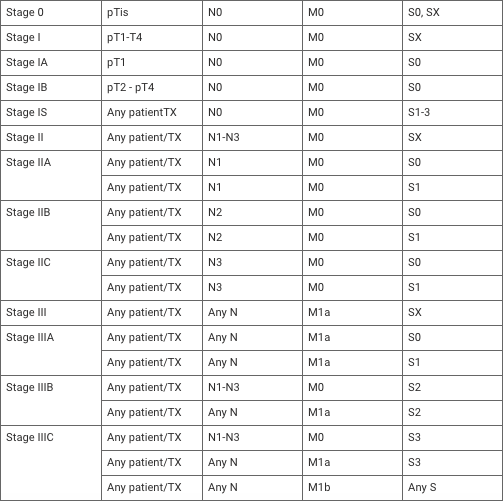 Stage 0 pTis N0 M0 S0, SX
Stage I pT1-T4 N0 M0 SX
Stage IA pT1 N0 M0 S0
Stage IB pT2 - pT4 N0 M0 S0
Stage IS Any patientTX N0 M0 S1-3
Stage II Any patient/TX N1-N3 M0 SX
Stage IIA Any patient/TX N1 M0 S0
Any patient/TX N1 M0 S1
Stage IIB Any patient/TX N2 M0 S0
Any patient/TX N2 M0 S1
Stage IIC Any patient/TX N3 M0 S0
Any patient/TX N3 M0 S1
Stage III Any patient/TX Any N M1a SX
Stage IIIA Any patient/TX Any N M1a S0
Any patient/TX Any N M1a S1
Stage IIIB Any patient/TX N1-N3 M0 S2
Any patient/TX Any N M1a S2
Stage IIIC Any patient/TX N1-N3 M0 S3
Any patient/TX Any N M1a S3
Any patient/TX Any N M1b Any S